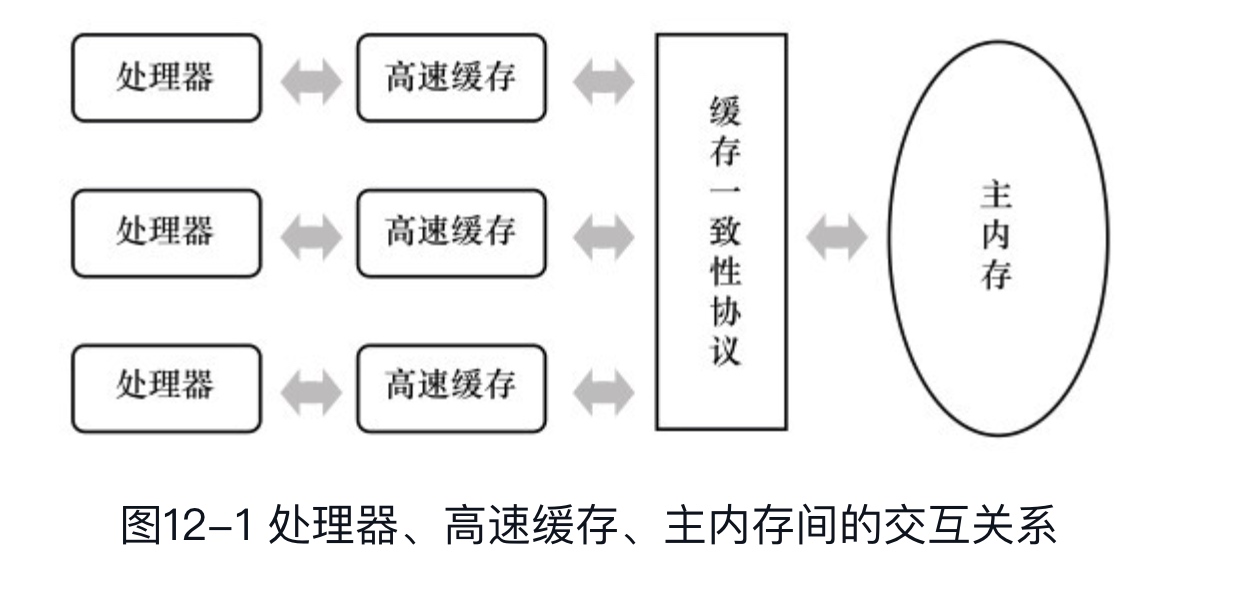 处理器
高速缓存
处理器
高速缓存
处理器
高速缓存
缓存一致性协议
主内存
图12-1 处理器、高速缓存、主内存间的交互关系